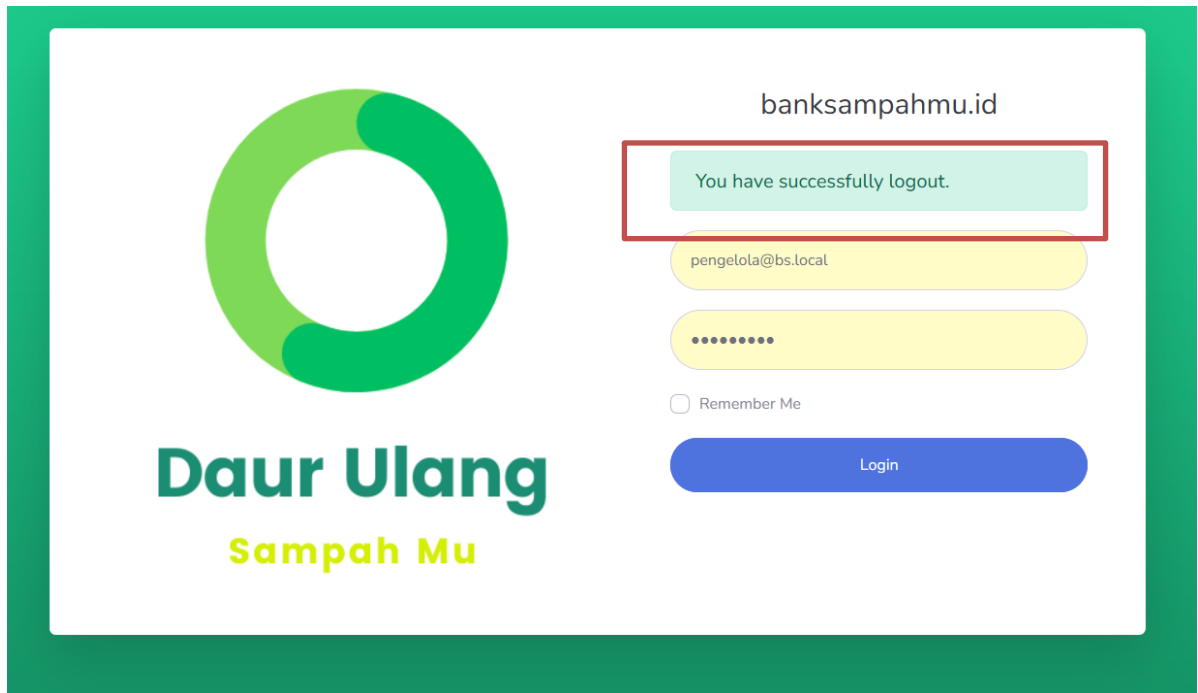 banksampahmu.id
You have successfully logout.
pengelola@bs.local
•••••••••
Remember Me
Login
Daur Ulang
Sampah Mu